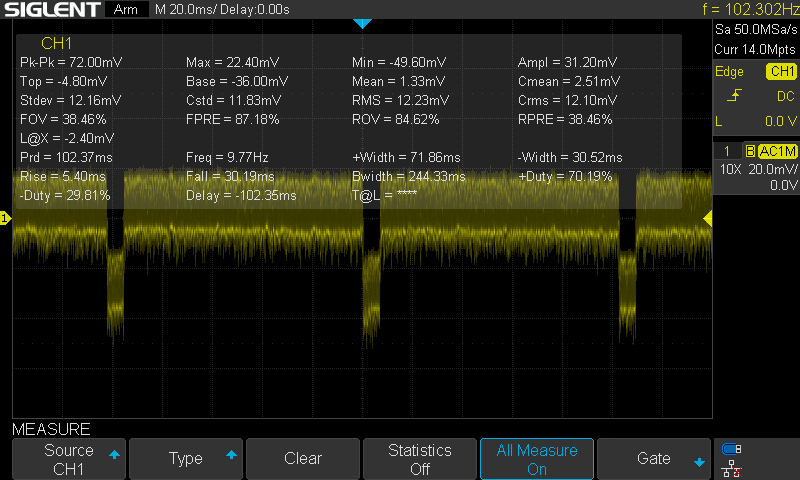 SIGLENT Arm M 20.0ms/ Delay:0.00s f = 102.302Hz
Sa 50.0MSa/s
Curr 14.0Mpts
Edge CH1
DC
L 0.0 V
1 B AC1M
10X 20.0mV/
0.0V
CH1
Pk-Pk = 72.00mV Max = 22.40mV Min = -49.60mV Ampl = 31.20mV
Top = -4.80mV Base = -36.00mV Mean = 1.33mV Cmean = 2.51mV
Stdev = 12.16mV Cstd = 11.83mV RMS = 12.23mV Crms = 12.10mV
FOV = 38.46% FPRE = 87.18% ROV = 84.62% RPRE = 38.46%
L@X = -2.40mV
Prd = 102.37ms Freq = 9.77Hz +Width = 71.86ms -Width = 30.52ms
Rise = 5.40ms Fall = 30.19ms Bwidth = 244.33ms +Duty = 70.19%
-Duty = 29.81% Delay = -102.35ms T@L = ****
1
MEASURE
Source CH1
Type
Clear
Statistics Off
All Measure On
Gate